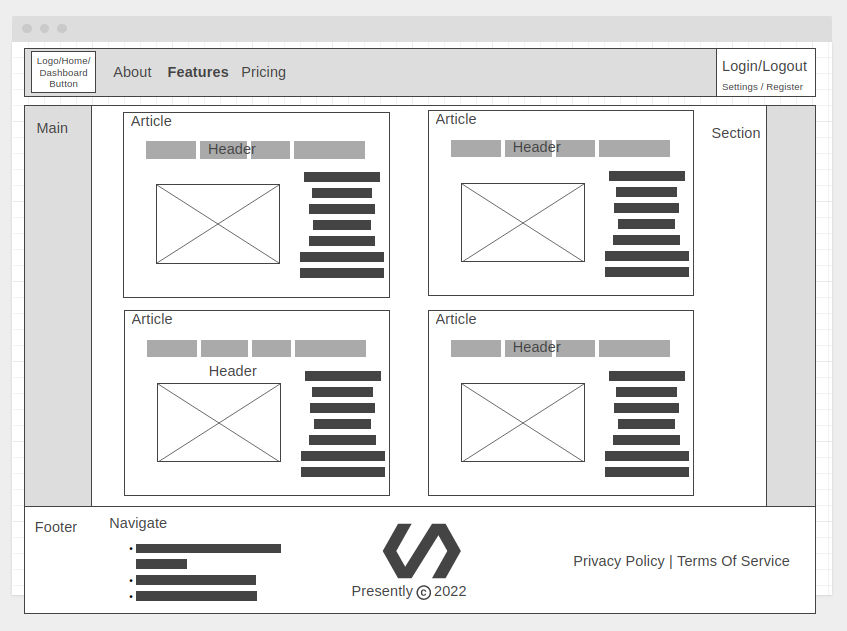 Logo/Home/
Dashboard
Button
About Features Pricing
Login/Logout
Settings / Register
Main
Article
Header
Article
Header
Section
Article
Header
Article
Header
Footer
Navigate
Presently © 2022
Privacy Policy | Terms Of Service